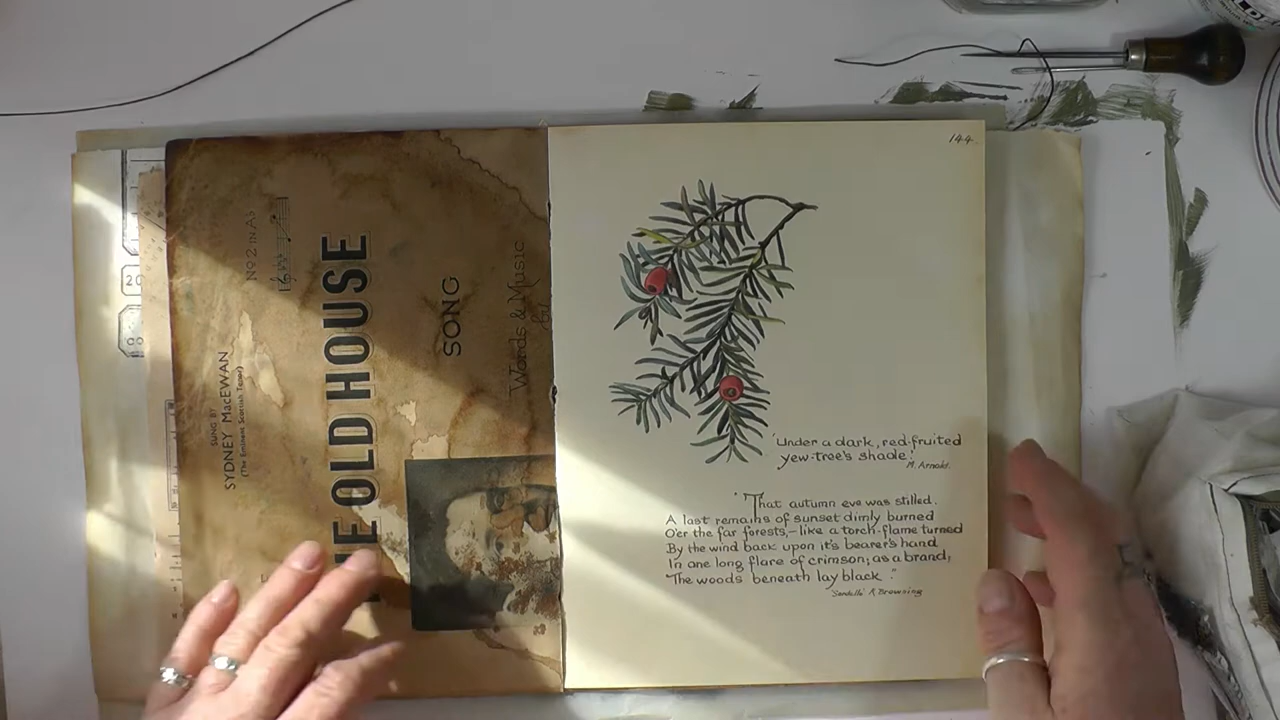 No 2 IN A♭
SUNG BY
SYDNEY MacEWAN
(The Eminent Scottish Tenor)
OLD HOUSE
SONG
Words & Music
by
144.
'Under a dark, red-fruited
yew-tree's shade.'
M. Arnold.
"That autumn eve was stilled.
A last remains of sunset dimly burned
O'er the far forests,- like a torch-flame turned
By the wind back upon it's bearer's hand
In one long flare of crimson; as a brand,
The woods beneath lay black."
'Sordello' R. Browning